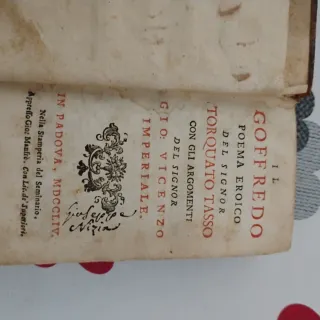 IL
GOFFREDO
POEMA EROICO
DEL SIGNOR
TORQUATO TASSO
CON GLI ARGOMENTI
DEL SIGNOR
GIO: VICENZO
IMPERIALE.
IN PADOVA, MDCCLIV.
Nella Stamperia del Seminario.
Appresso Gio: Manfrè. Con Lic. de' Superiori.